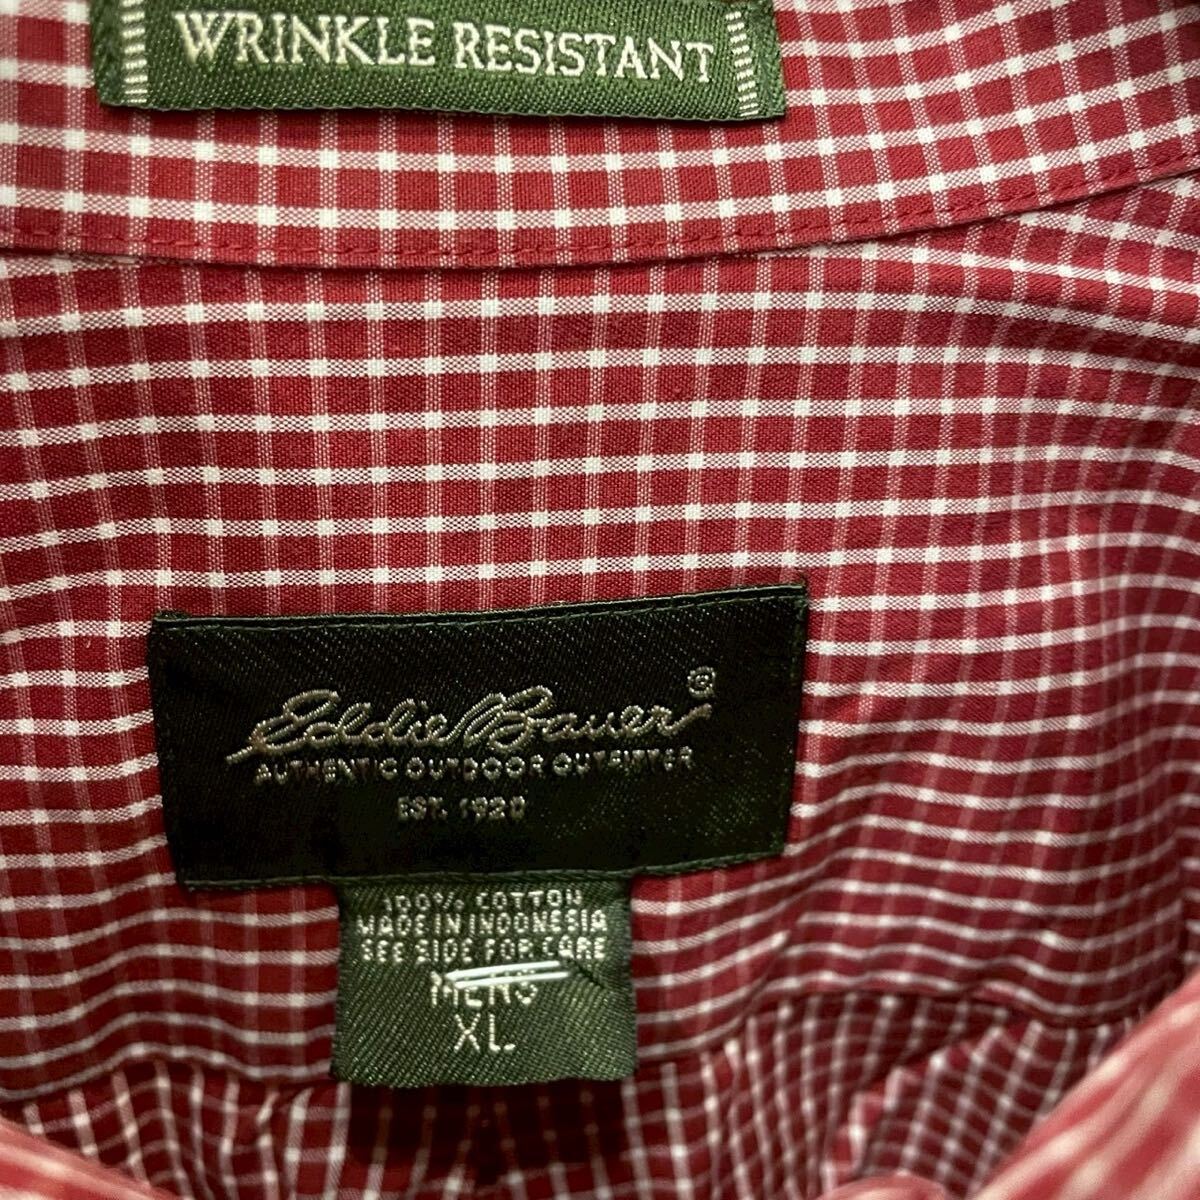 WRINKLE RESISTANT
Eddie Bauer®
AUTHENTIC OUTDOOR OUTFITTER
EST. 1920
100% COTTON
MADE IN INDONESIA
SEE SIDE FOR CARE
MENS
XL